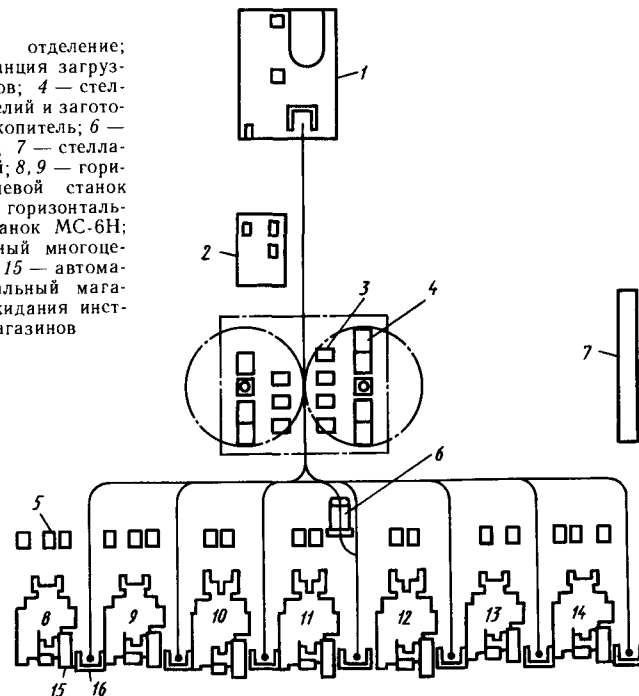 отделение;
анция загруз-
ов; 4 — стел-
елий и загото-
копитель; 6 —
7 — стелла-
й; 8, 9 — гори-
цевой станок
горизонталь-
анок МС-6Н;
ный многоце-
15 — автома-
альный мага-
жидания инст-
агазинов
1
2
3
4
7
6
5
8
9
10
11
12
13
14
15
16